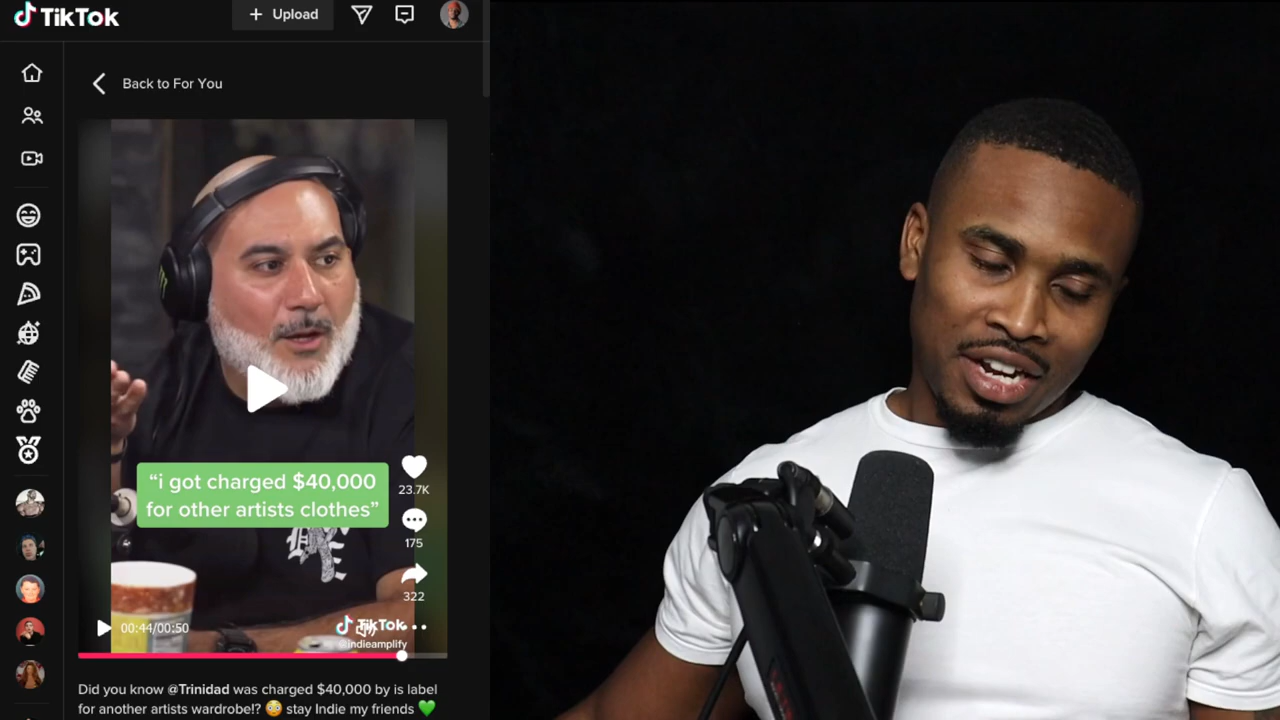 TikTok
+ Upload
Back to For You
“i got charged $40,000
for other artists clothes”
23.7K
175
322
00:44/00:50
TikTok
@indieamplify
Did you know @Trinidad was charged $40,000 by is label
for another artists wardrobe!? 😳 stay Indie my friends 💚